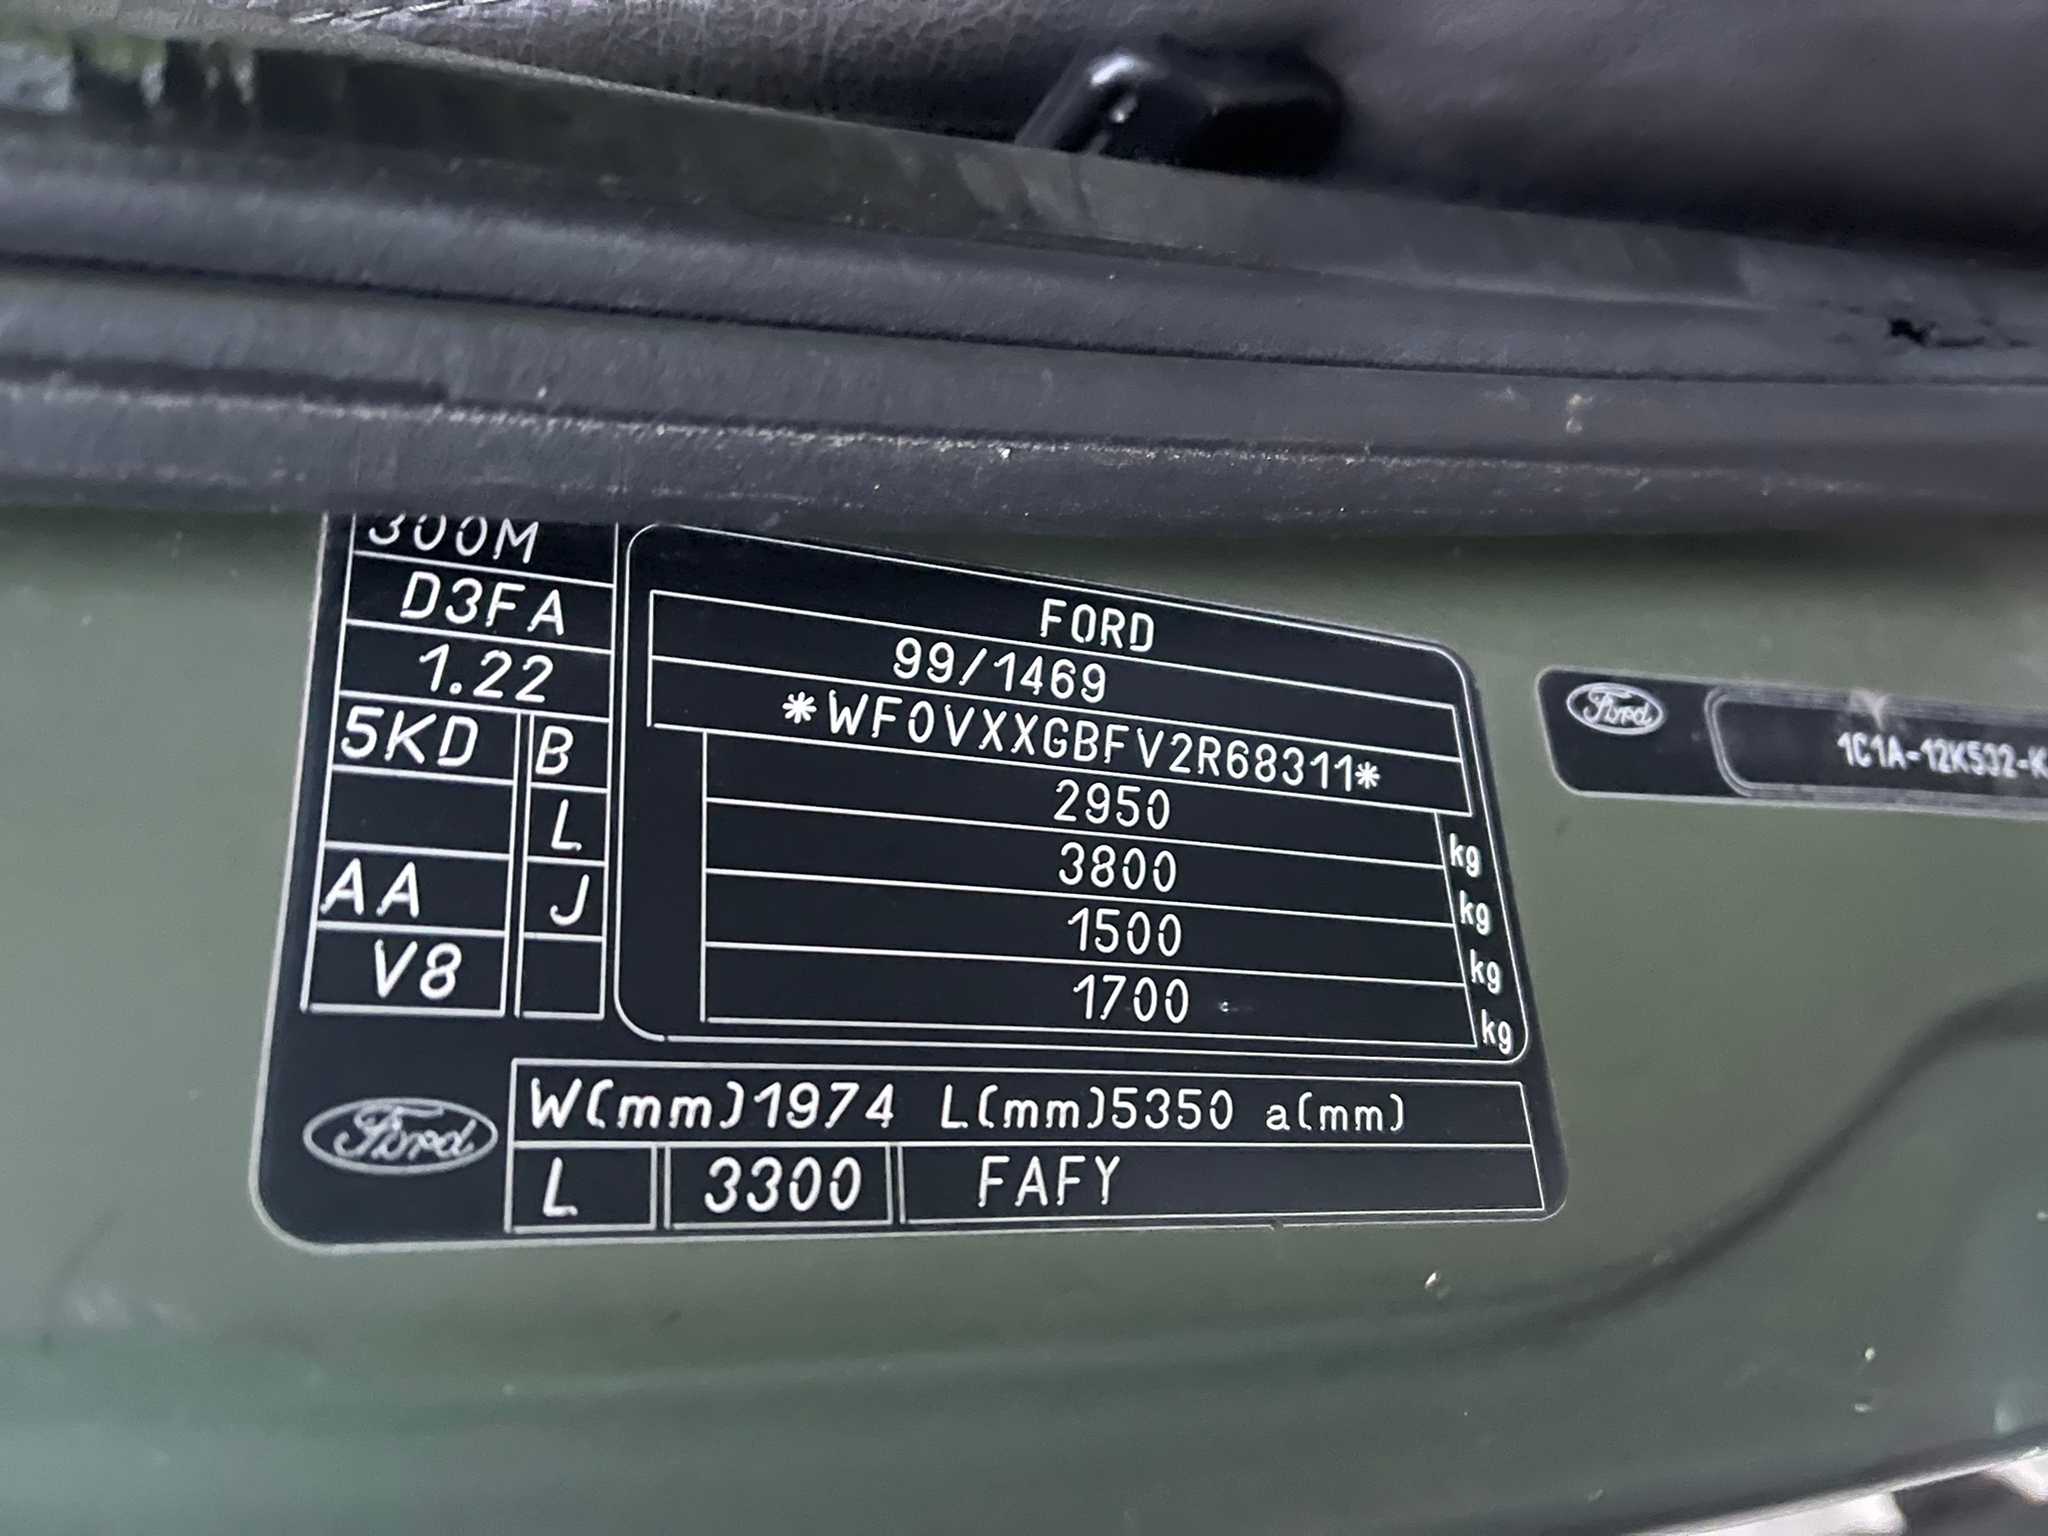 300M
D3FA
1.22
5KD B
L
AA J
V8
FORD
99/1469
*WF0VXXGBFV2R68311*
2950 kg
3800 kg
1500 kg
1700 kg
Ford
W(mm)1974 L(mm)5350 a(mm)
L 3300 FAFY
Ford
1C1A-12K532-K